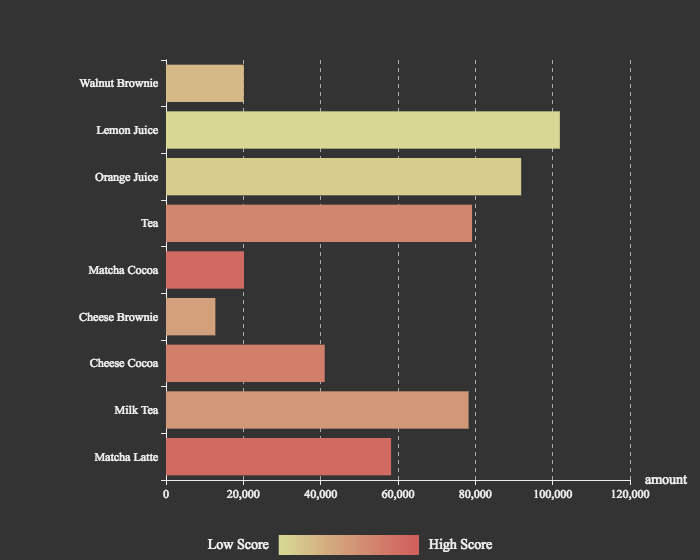 Walnut Brownie
Lemon Juice
Orange Juice
Tea
Matcha Cocoa
Cheese Brownie
Cheese Cocoa
Milk Tea
Matcha Latte
amount
0 20,000 40,000 60,000 80,000 100,000 120,000
Low Score High Score